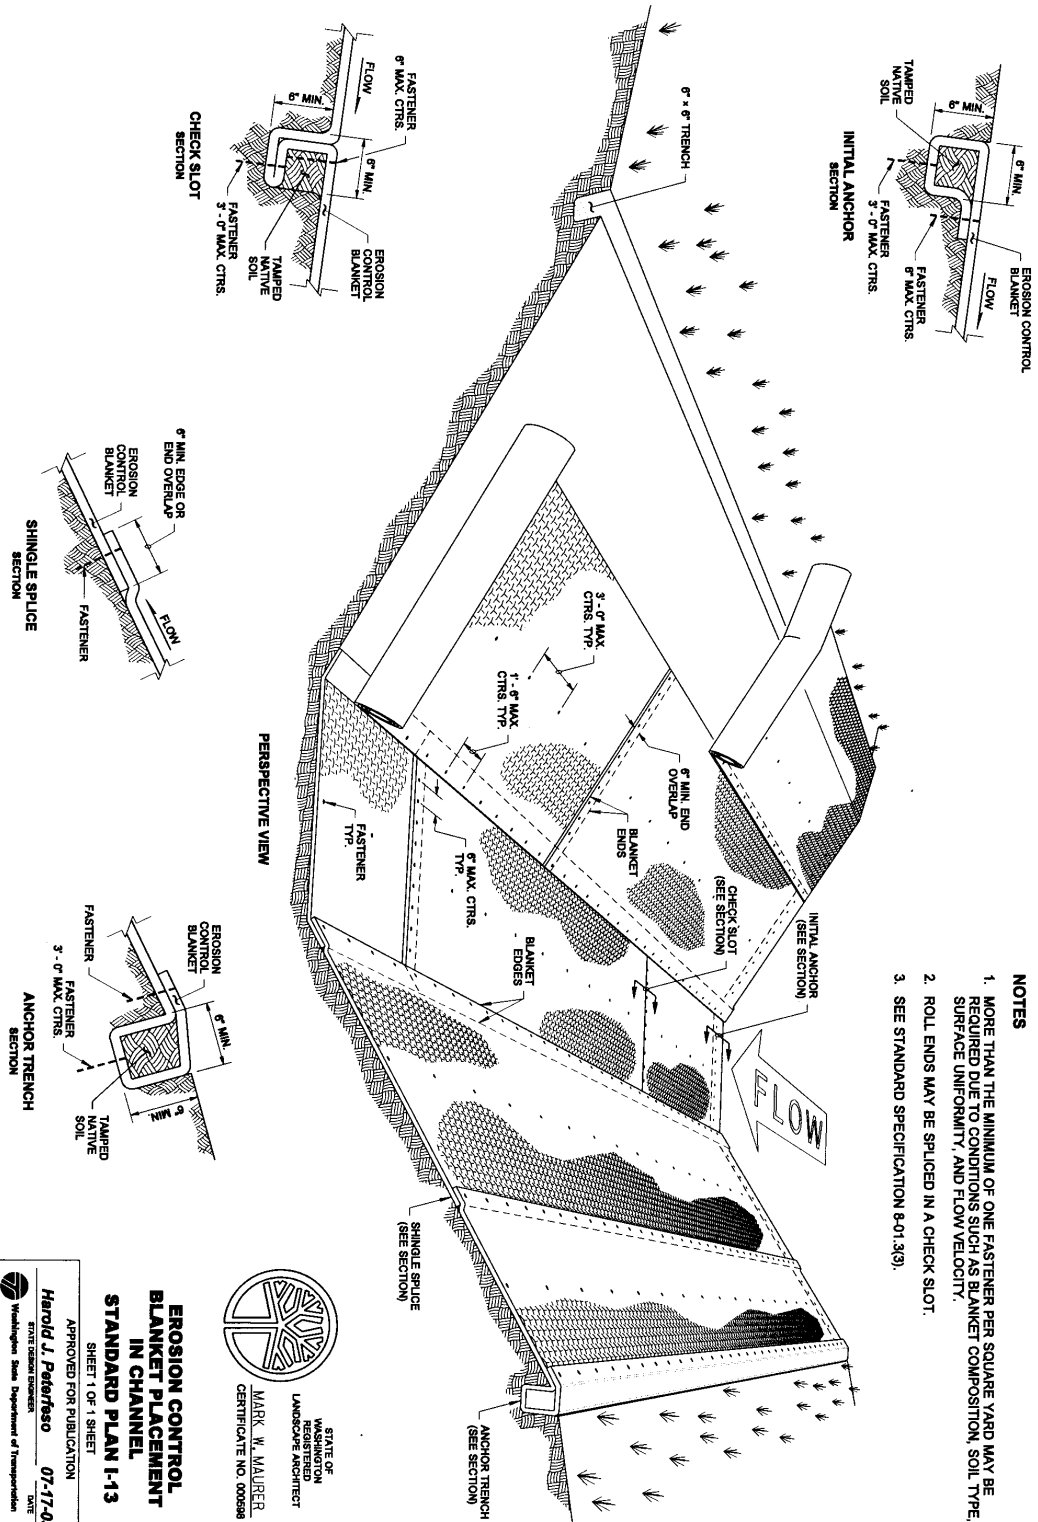 NOTES
1. MORE THAN THE MINIMUM OF ONE FASTENER PER SQUARE YARD MAY BE
REQUIRED DUE TO CONDITIONS SUCH AS BLANKET COMPOSITION, SOIL TYPE,
SURFACE UNIFORMITY, AND FLOW VELOCITY.
2. ROLL ENDS MAY BE SPLICED IN A CHECK SLOT.
3. SEE STANDARD SPECIFICATION 8-01.3(3).
TAMPED
NATIVE
SOIL
6" MIN.
6" MIN.
EROSION CONTROL
BLANKET
FLOW
FASTENER
6" MAX. CTRS.
FASTENER
3' - 0" MAX. CTRS.
INITIAL ANCHOR
SECTION
6" × 6" TRENCH
FASTENER
6" MAX. CTRS.
FLOW
6" MIN.
6" MIN.
EROSION
CONTROL
BLANKET
TAMPED
NATIVE
SOIL
FASTENER
3' - 0" MAX. CTRS.
CHECK SLOT
SECTION
6" MIN. EDGE OR
END OVERLAP
EROSION
CONTROL
BLANKET
FLOW
FASTENER
SHINGLE SPLICE
SECTION
3' - 0" MAX.
CTRS. TYP.
1' - 6" MAX.
CTRS. TYP.
6" MIN. END
OVERLAP
BLANKET
ENDS
FASTENER
TYP.
6" MAX. CTRS.
TYP.
CHECK SLOT
(SEE SECTION)
INITIAL ANCHOR
(SEE SECTION)
BLANKET
EDGES
FLOW
SHINGLE SPLICE
(SEE SECTION)
ANCHOR TRENCH
(SEE SECTION)
PERSPECTIVE VIEW
EROSION
CONTROL
BLANKET
6" MIN.
6" MIN.
FASTENER
FASTENER
3' - 0" MAX. CTRS.
TAMPED
NATIVE
SOIL
ANCHOR TRENCH
SECTION
STATE OF
WASHINGTON
REGISTERED
LANDSCAPE ARCHITECT
MARK W. MAURER
CERTIFICATE NO. 000598
EROSION CONTROL
BLANKET PLACEMENT
IN CHANNEL
STANDARD PLAN I-13
SHEET 1 OF 1 SHEET
APPROVED FOR PUBLICATION
Harold J. Peterfeso 07-17-0
STATE DESIGN ENGINEER DATE
Washington State Department of Transportation